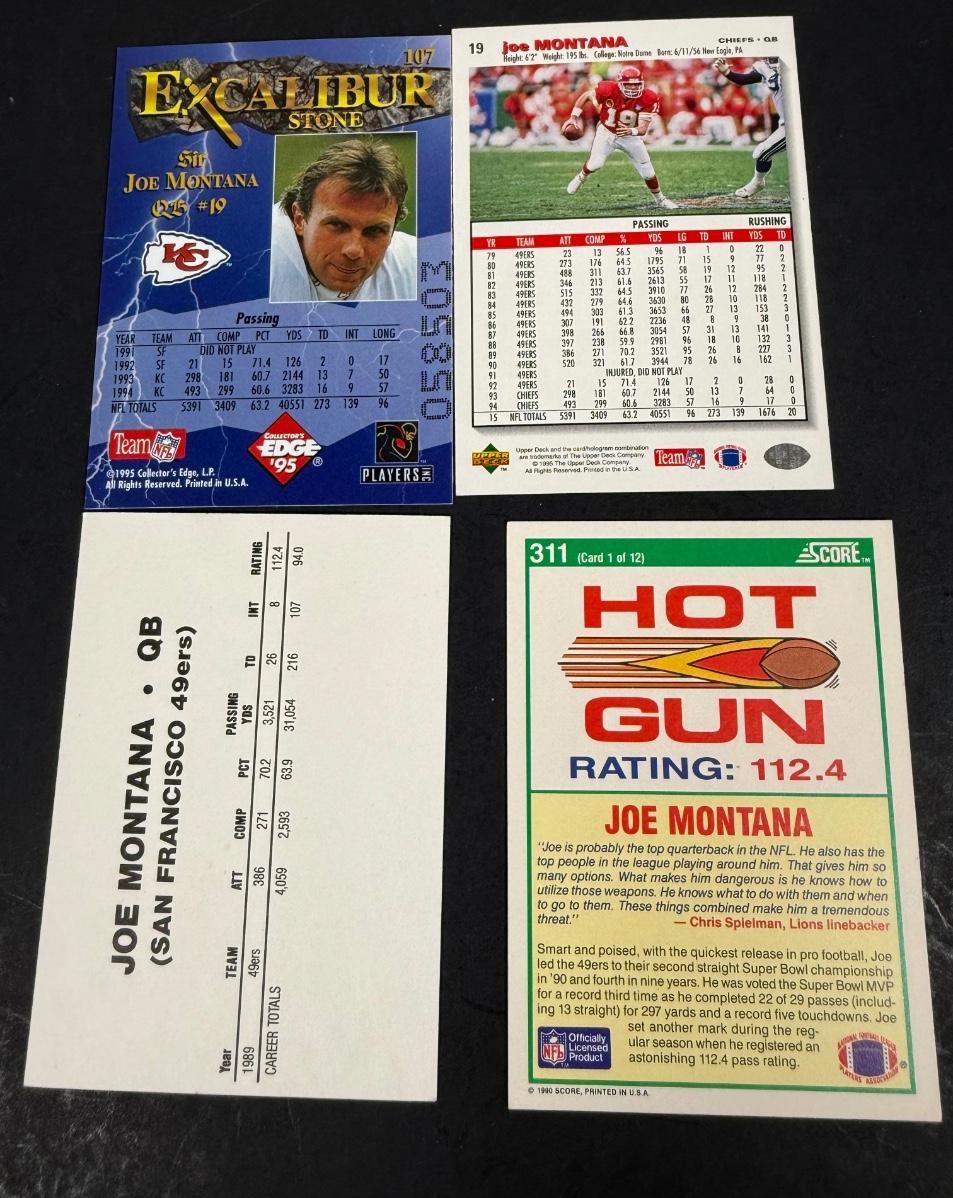 107
EXCALIBUR
STONE
Sir
JOE MONTANA
QB #19
KC
058503
Passing
YEAR TEAM ATT COMP PCT YDS TD INT LONG
1991 SF DID NOT PLAY
1992 SF 21 15 71.4 126 2 0 17
1993 KC 298 181 60.7 2144 13 7 50
1994 KC 493 299 60.6 3283 16 9 57
NFL TOTALS 5391 3409 63.2 40551 273 139 96
Team NFL
COLLECTOR'S
EDGE
'95 ®
PLAYERS INC
©1995 Collector's Edge, L.P.
All Rights Reserved. Printed in U.S.A.
19 joe MONTANA CHIEFS • QB
Height: 6'2" Weight: 195 lbs. College: Notre Dame Born: 6/11/56 New Eagle, PA
19
PASSING RUSHING
YR TEAM ATT COMP % YDS LG TD INT YDS TD
79 49ERS 23 13 56.5 96 18 1 0 22 0
80 49ERS 273 176 64.5 1795 71 15 9 77 2
81 49ERS 488 311 63.7 3565 58 19 12 95 2
82 49ERS 346 213 61.6 2613 55 17 11 118 1
83 49ERS 515 332 64.5 3910 77 26 12 284 2
84 49ERS 432 279 64.6 3630 80 28 10 118 2
85 49ERS 494 303 61.3 3653 66 27 13 153 3
86 49ERS 307 191 62.2 2236 48 8 9 38 0
87 49ERS 398 266 66.8 3054 57 31 13 141 1
88 49ERS 397 238 59.9 2981 96 18 10 132 3
89 49ERS 386 271 70.2 3521 95 26 8 227 3
90 49ERS 520 321 61.7 3944 78 26 16 162 1
91 49ERS INJURED, DID NOT PLAY
92 49ERS 21 15 71.4 126 17 2 0 28 0
93 CHIEFS 298 181 60.7 2144 50 13 7 64 0
94 CHIEFS 493 299 60.6 3283 57 16 9 17 0
15 NFL TOTALS 5391 3409 63.2 40551 96 273 139 1676 20
UPPER
DECK
Upper Deck and the card/hologram combination
are trademarks of The Upper Deck Company.
© 1995 The Upper Deck Company.
All Rights Reserved. Printed in the U.S.A.
Team NFL
JOE MONTANA • QB
(SAN FRANCISCO 49ers)
Year TEAM ATT COMP PCT PASSING YDS TD INT RATING
1989 49ers 386 271 70.2 3,521 26 8 112.4
CAREER TOTALS 4,059 2,593 63.9 31,054 216 107 94.0
311 (Card 1 of 12) SCORE™
HOT
GUN
RATING: 112.4
JOE MONTANA
"Joe is probably the top quarterback in the NFL. He also has the
top people in the league playing around him. That gives him so
many options. What makes him dangerous is he knows how to
utilize those weapons. He knows what to do with them and when
to go to them. These things combined make him a tremendous
threat."
— Chris Spielman, Lions linebacker
Smart and poised, with the quickest release in pro football, Joe
led the 49ers to their second straight Super Bowl championship
in '90 and fourth in nine years. He was voted the Super Bowl MVP
for a record third time as he completed 22 of 29 passes (includ-
ing 13 straight) for 297 yards and a record five touchdowns. Joe
set another mark during the reg-
ular season when he registered an
astonishing 112.4 pass rating.
NFL
Officially
Licensed
Product
NATIONAL FOOTBALL LEAGUE
PLAYERS ASSOCIATION
®
© 1990 SCORE, PRINTED IN U.S.A.